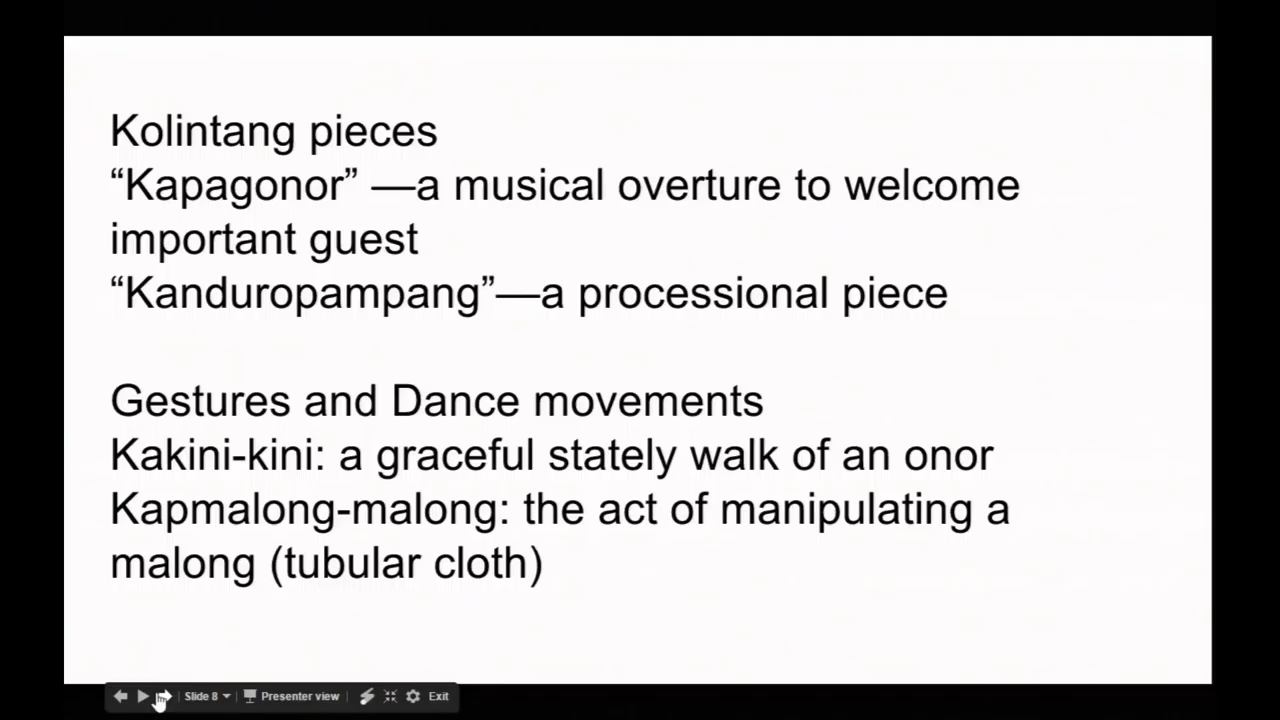 Kolintang pieces
“Kapagonor” —a musical overture to welcome
important guest
“Kanduropampang”—a processional piece
Gestures and Dance movements
Kakini-kini: a graceful stately walk of an onor
Kapmalong-malong: the act of manipulating a
malong (tubular cloth)
Slide 8 Presenter view Exit